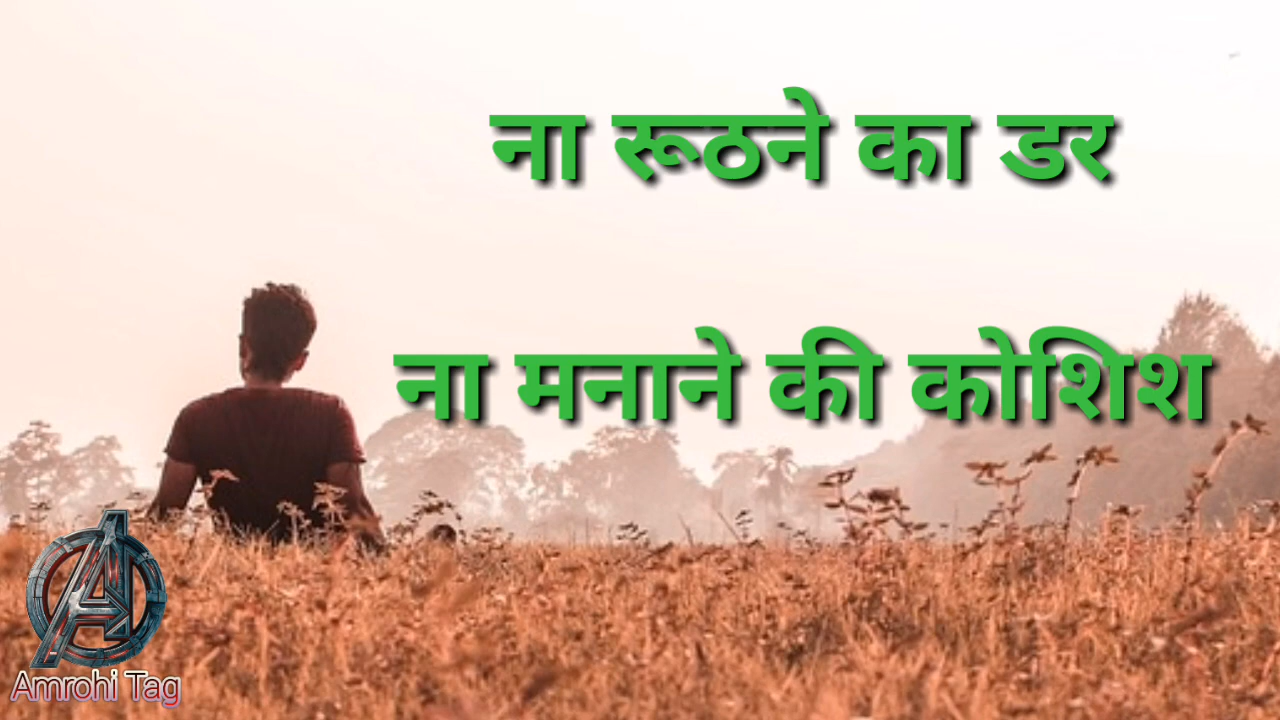 ना रूठने का डर
ना मनाने की कोशिश
Amrohi Tag